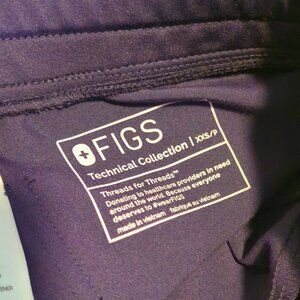 FIGS
Technical Collection | XXS/P
Threads for Threads™
Donating to healthcare providers in need
around the world. Because everyone
deserves to #wearFIGS
made in vietnam fabriqué au vietnam